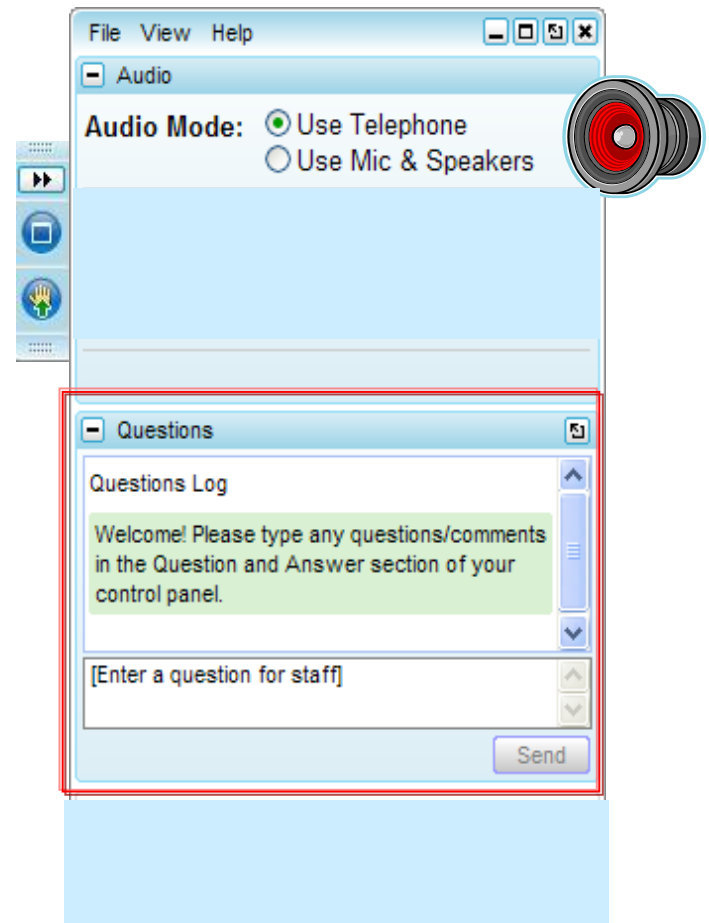 File View Help
Audio
Audio Mode: Use Telephone
Use Mic & Speakers
Questions
Questions Log
Welcome! Please type any questions/comments
in the Question and Answer section of your
control panel.
[Enter a question for staff]
Send